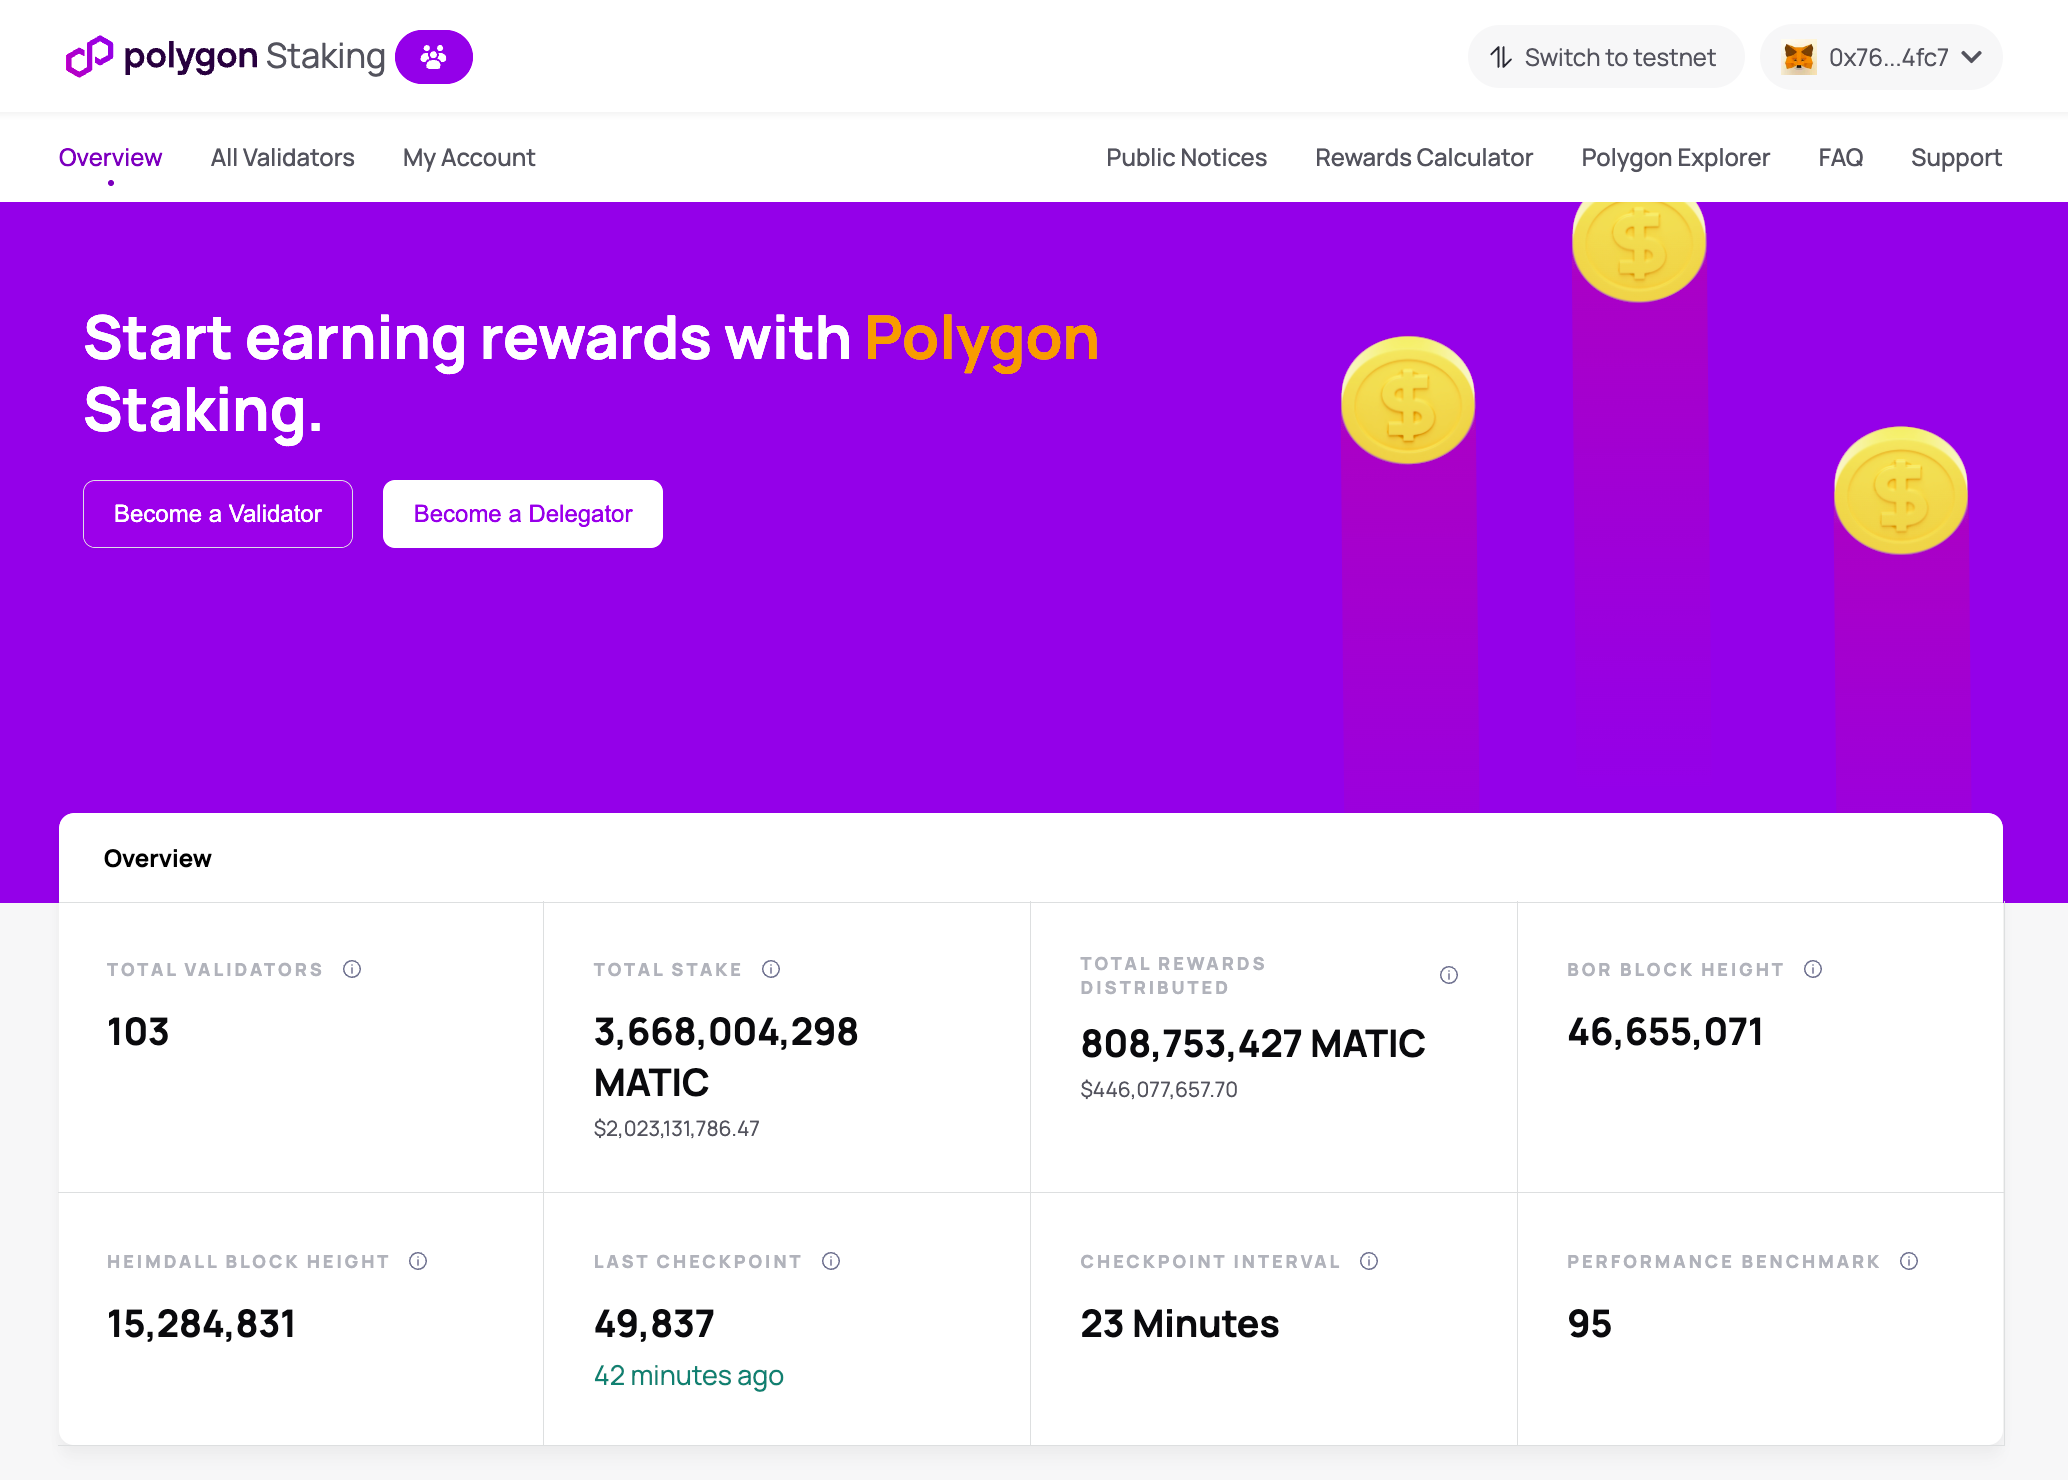 polygon Staking
Switch to testnet
0x76...4fc7
Overview
All Validators
My Account
Public Notices
Rewards Calculator
Polygon Explorer
FAQ
Support
Start earning rewards with Polygon
Staking.
Become a Validator
Become a Delegator
Overview
TOTAL VALIDATORS
103
TOTAL STAKE
3,668,004,298
MATIC
$2,023,131,786.47
TOTAL REWARDS
DISTRIBUTED
808,753,427 MATIC
$446,077,657.70
BOR BLOCK HEIGHT
46,655,071
HEIMDALL BLOCK HEIGHT
15,284,831
LAST CHECKPOINT
49,837
42 minutes ago
CHECKPOINT INTERVAL
23 Minutes
PERFORMANCE BENCHMARK
95